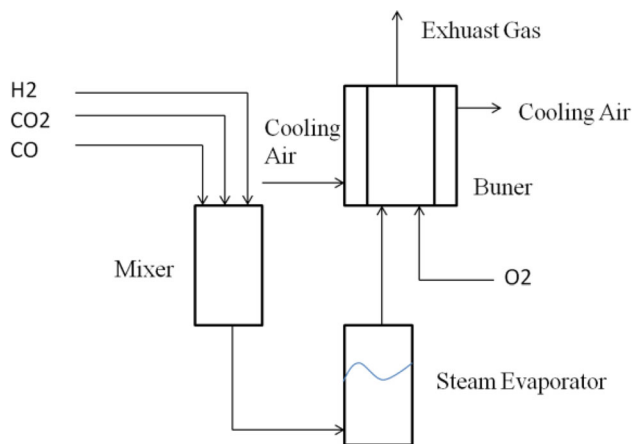 Exhuast Gas
H2
CO2
CO
Cooling
Air
Cooling Air
Buner
Mixer
O2
Steam Evaporator